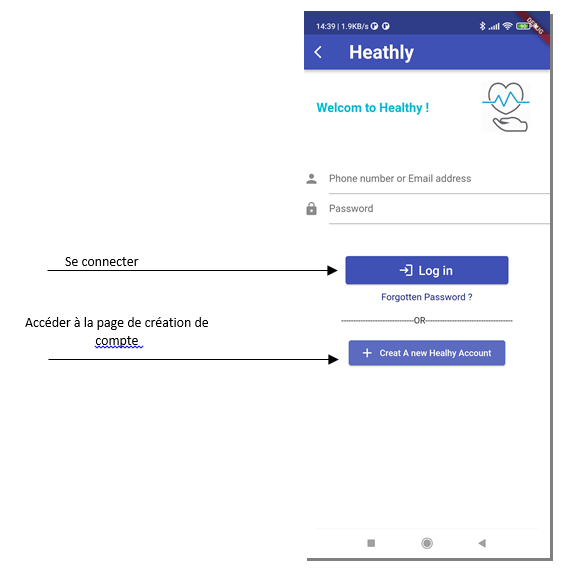 14:39 | 1.9KB/s
DEBUG
Heathly
Welcom to Healthy !
Phone number or Email address
Password
Se connecter
Log in
Forgotten Password ?
Accéder à la page de création de
compte
OR
+ Creat A new Healhy Account